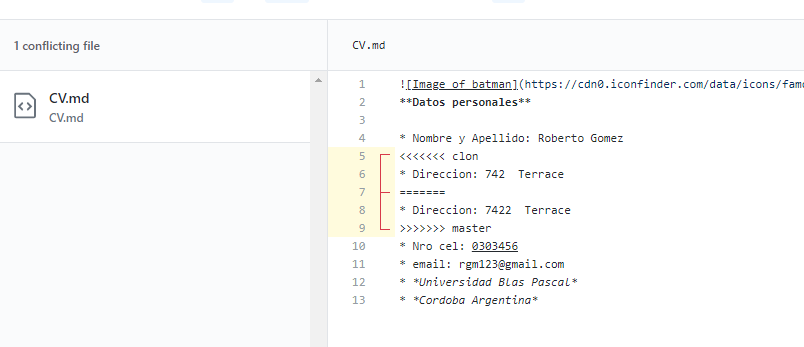 1 conflicting file
CV.md
CV.md
CV.md
1 ![Image of batman](https://cdn0.iconfinder.com/data/icons/famo
2 **Datos personales**
3
4 * Nombre y Apellido: Roberto Gomez
5 <<<<<<< clon
6 * Direccion: 742  Terrace
7 =======
8 * Direccion: 7422  Terrace
9 >>>>>>> master
10 * Nro cel: 0303456
11 * email: rgm123@gmail.com
12 * *Universidad Blas Pascal*
13 * *Cordoba Argentina*